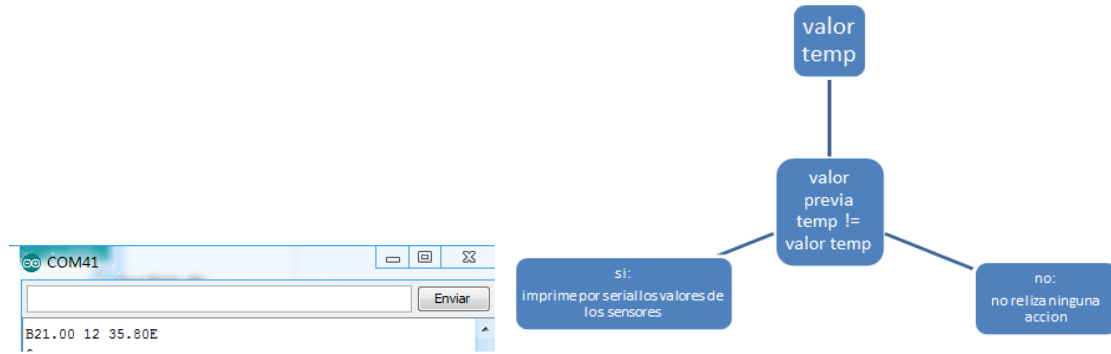 COM41
Enviar
B21.00 12 35.80E
valor
temp
valor
previa
temp !=
valor temp
si:
imprime por serial los valores de
los sensores
no:
no reliza ninguna
accion